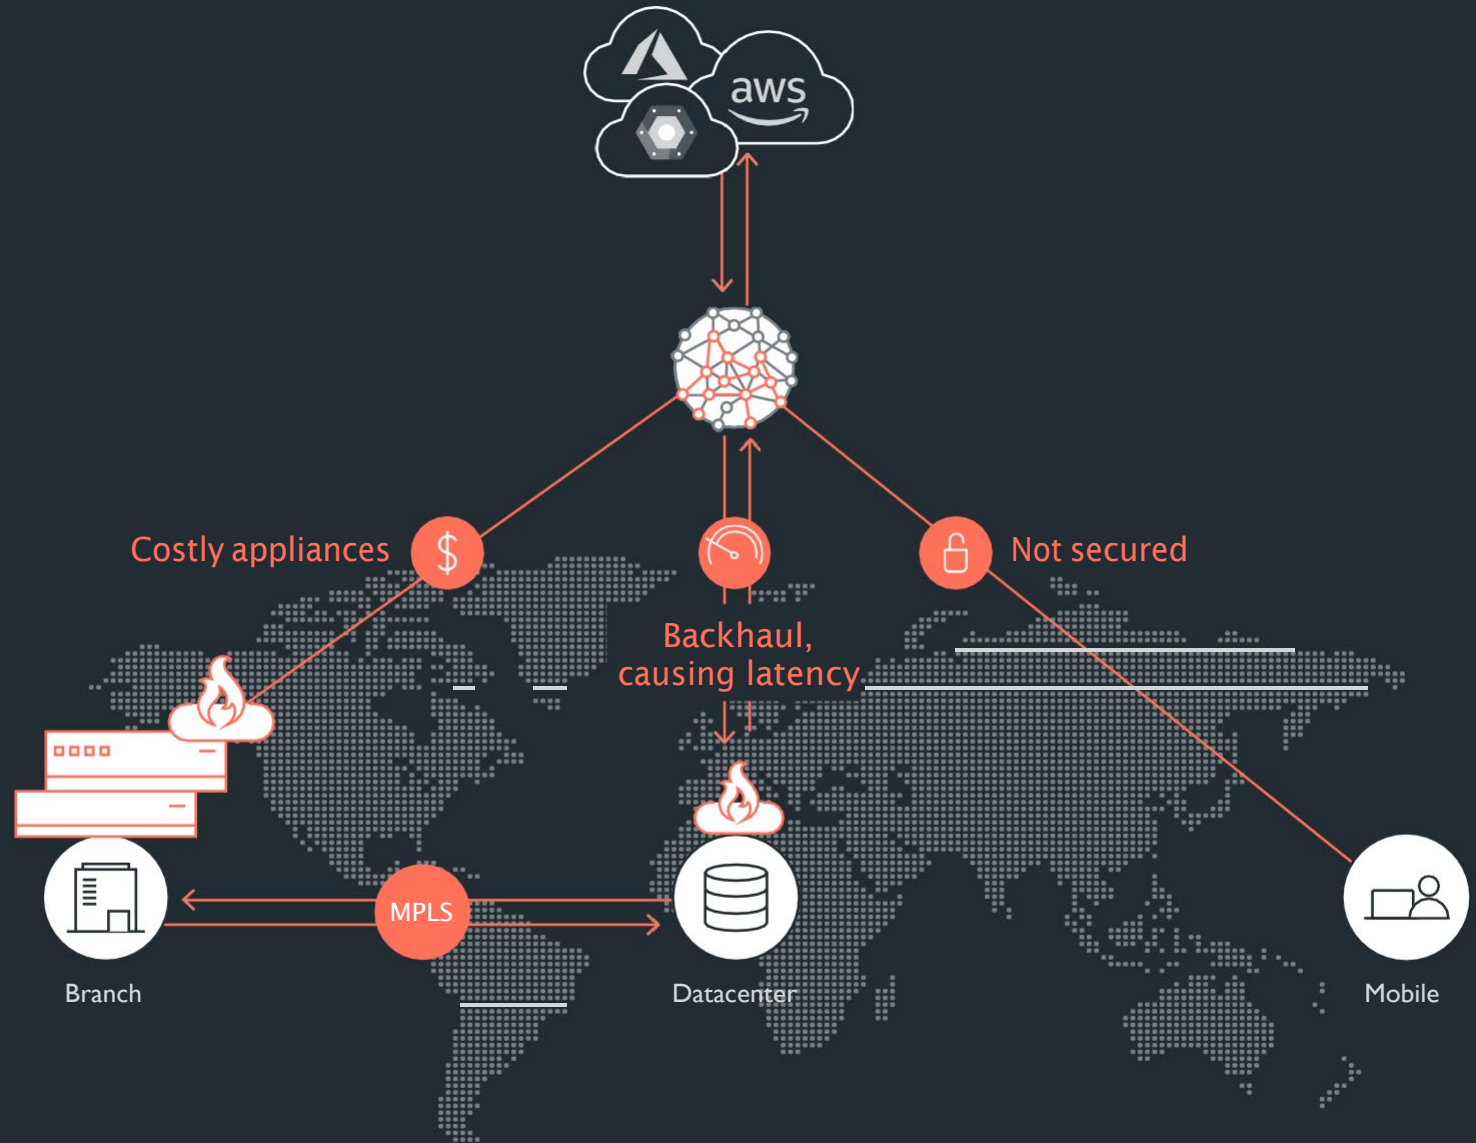 aws
Costly appliances
$
Not secured
Backhaul,
causing latency
MPLS
Branch
Datacenter
Mobile